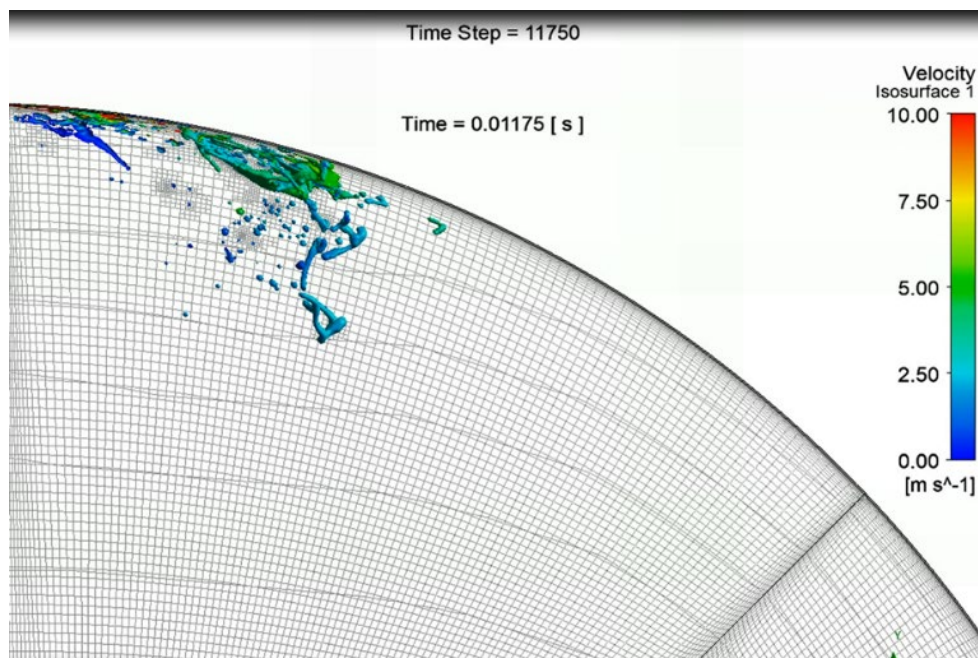 Time Step = 11750
Time = 0.01175 [ s ]
Velocity
Isosurface 1
10.00
7.50
5.00
2.50
0.00
[m s^-1]
Y